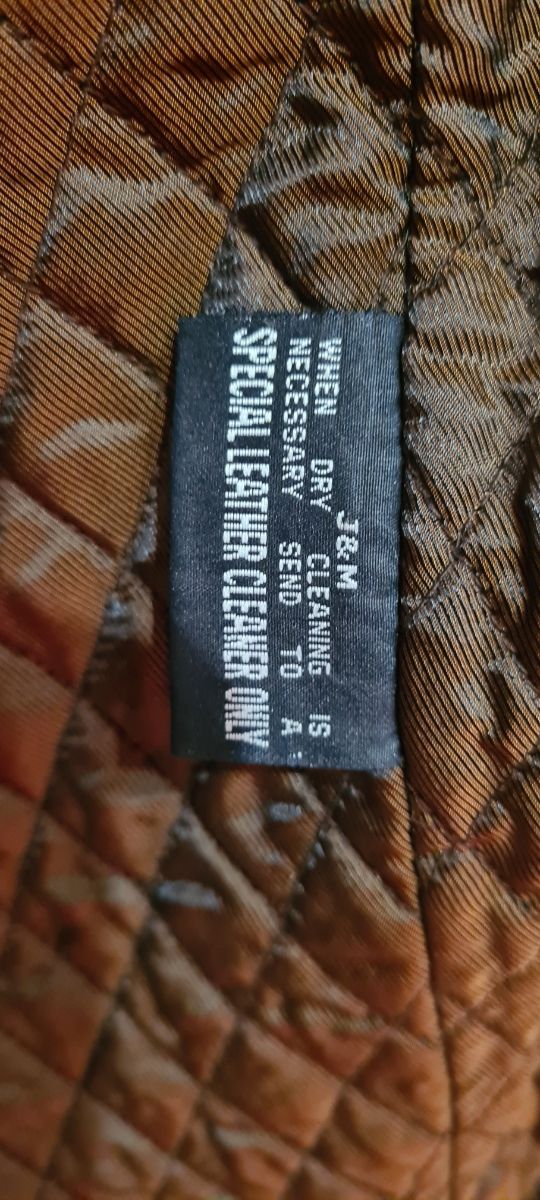 J&M
WHEN DRY CLEANING IS
NECESSARY SEND TO A
SPECIAL LEATHER CLEANER ONLY